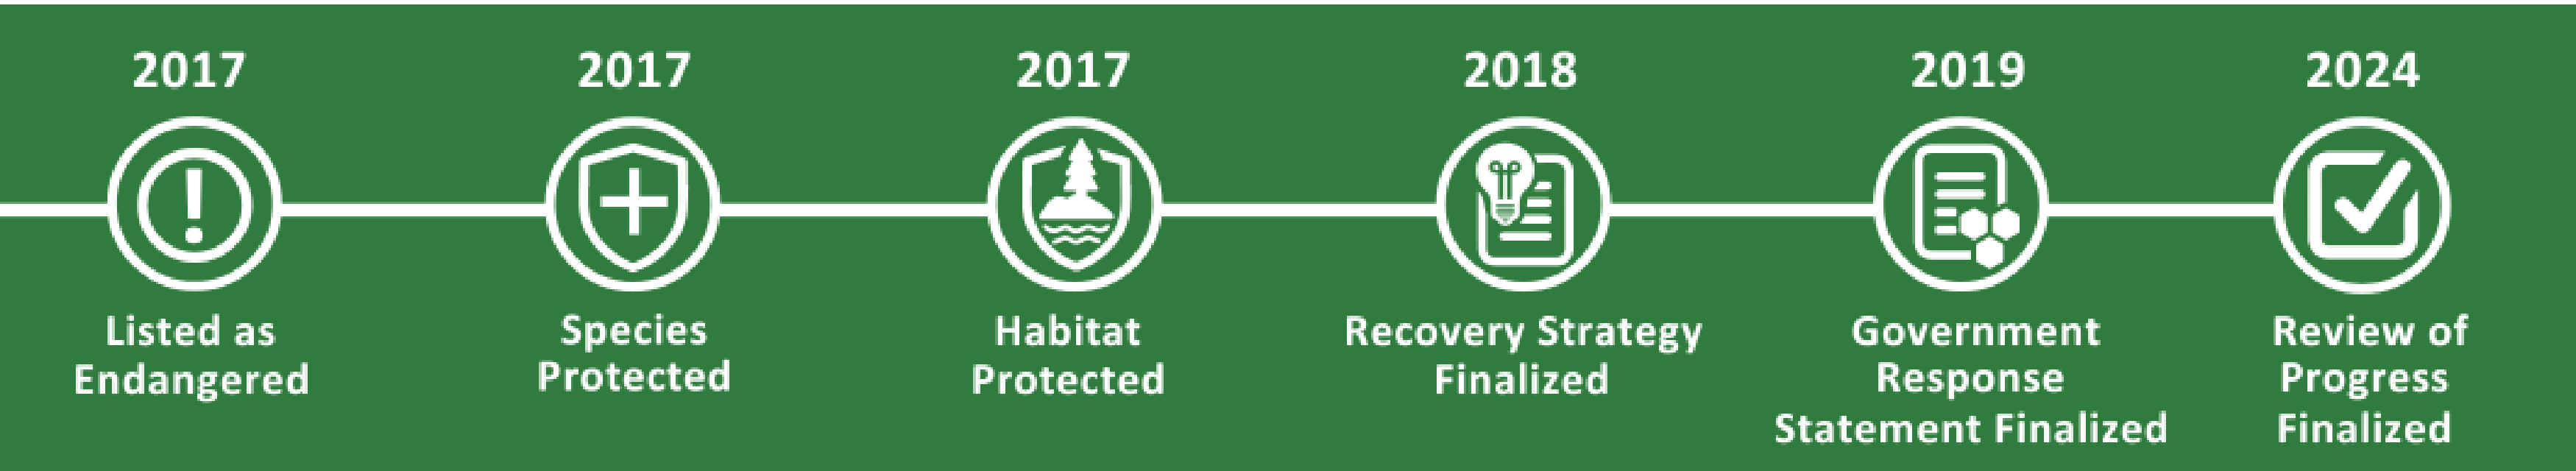 2017
Listed as
Endangered
2017
Species
Protected
2017
Habitat
Protected
2018
Recovery Strategy
Finalized
2019
Government
Response
Statement Finalized
2024
Review of
Progress
Finalized